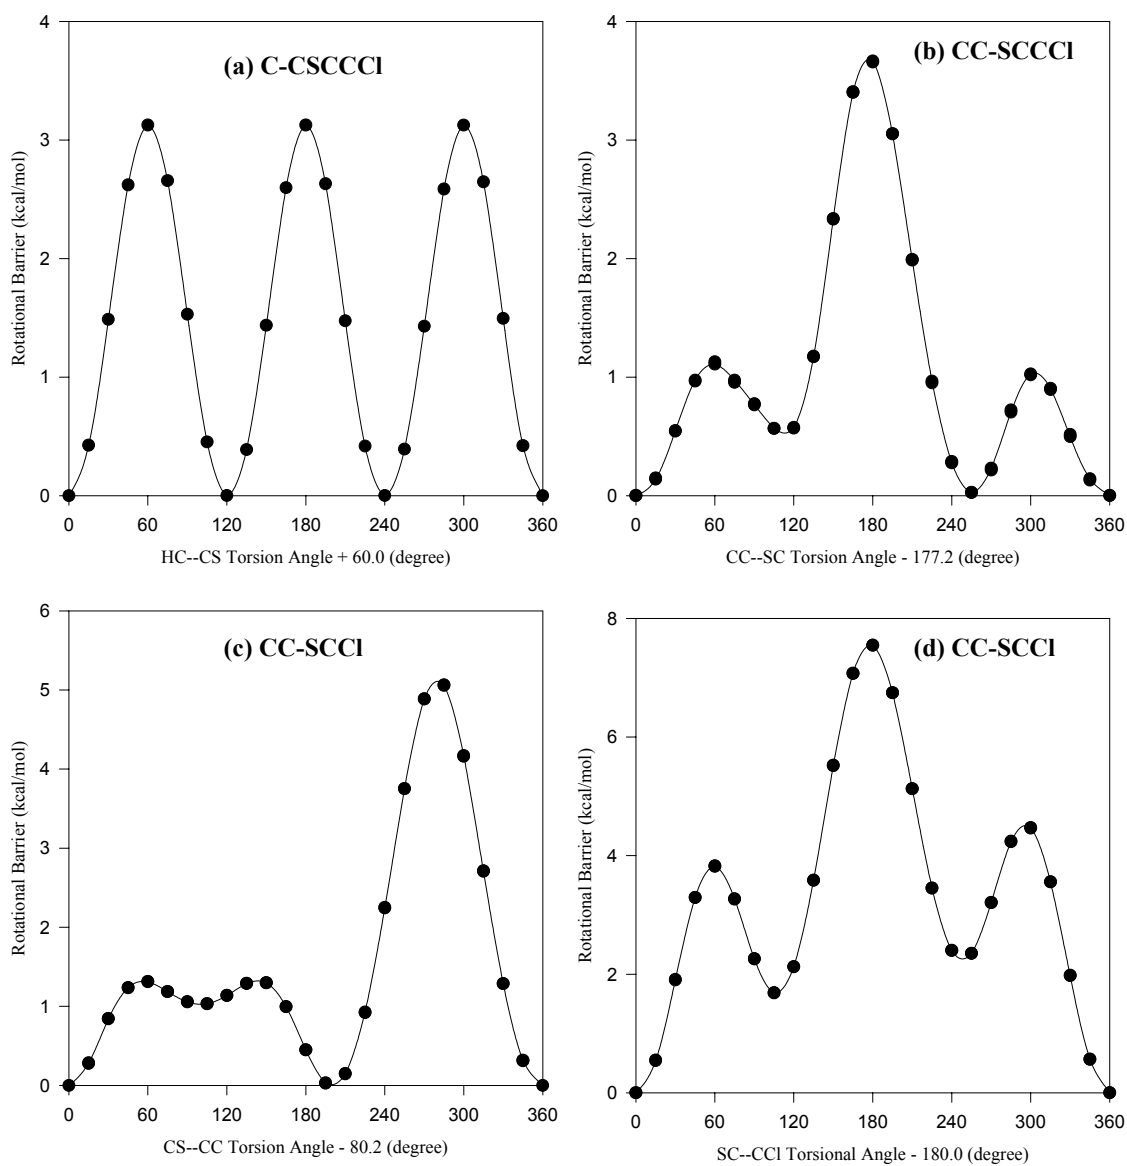 (a) C-CSCCCl
Rotational Barrier (kcal/mol)
4
3
2
1
0
0 60 120 180 240 300 360
HC--CS Torsion Angle + 60.0 (degree)
(b) CC-SCCCl
Rotational Barrier (kcal/mol)
4
3
2
1
0
0 60 120 180 240 300 360
CC--SC Torsion Angle - 177.2 (degree)
(c) CC-SCCl
Rotational Barrier (kcal/mol)
6
5
4
3
2
1
0
0 60 120 180 240 300 360
CS--CC Torsion Angle - 80.2 (degree)
(d) CC-SCCl
Rotational Barrier (kcal/mol)
8
6
4
2
0
0 60 120 180 240 300 360
SC--CCl Torsional Angle - 180.0 (degree)